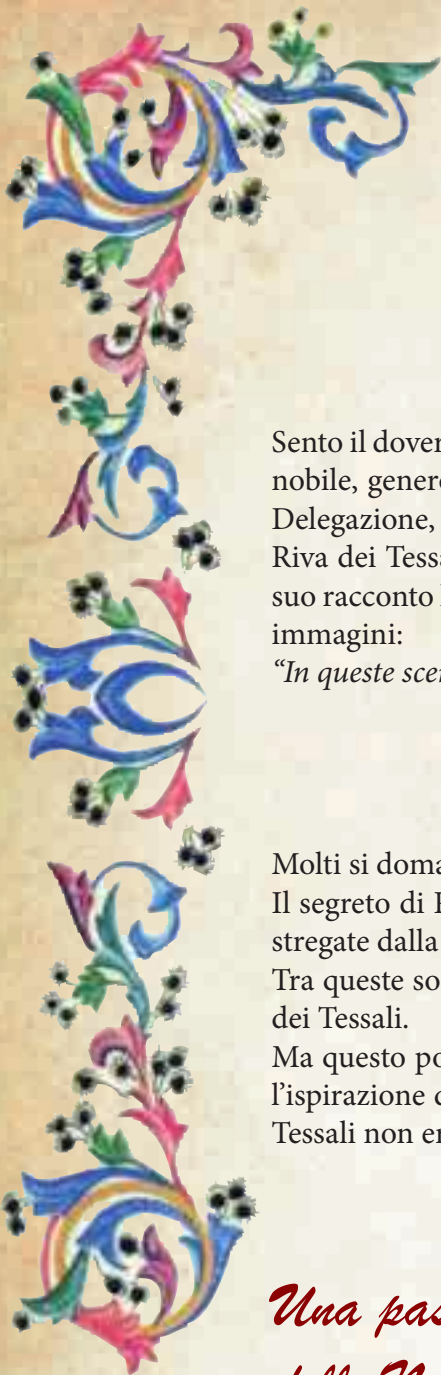 Sento il dover
nobile, genero
Delegazione,
Riva dei Tessa
suo racconto
immagini:
“In queste scer
Molti si doma
Il segreto di
stregate dalla
Tra queste so
dei Tessali.
Ma questo po
l’ispirazione
Tessali non er
Una pas